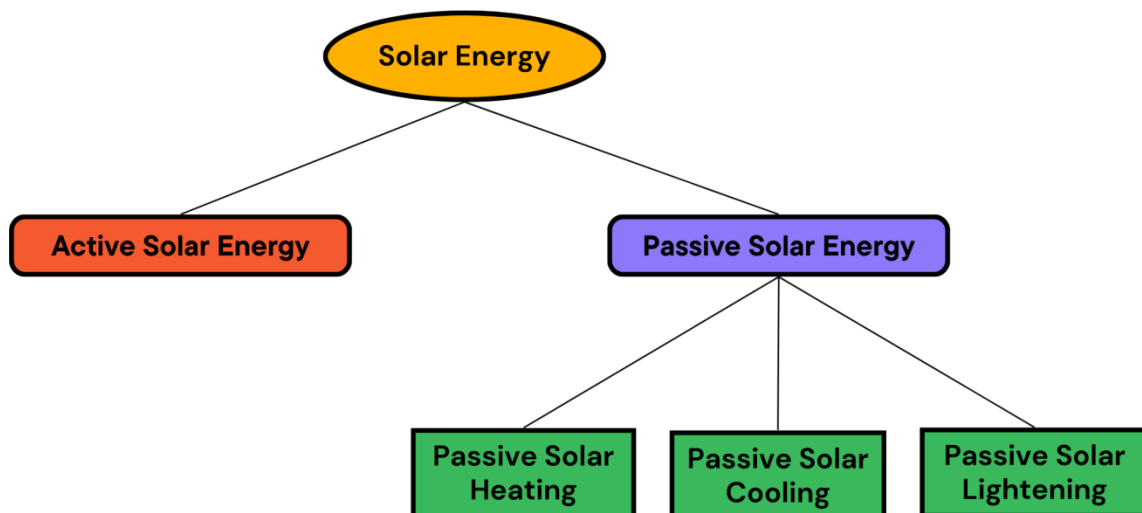 Solar Energy
Active Solar Energy
Passive Solar Energy
Passive Solar
Heating
Passive Solar
Cooling
Passive Solar
Lightening